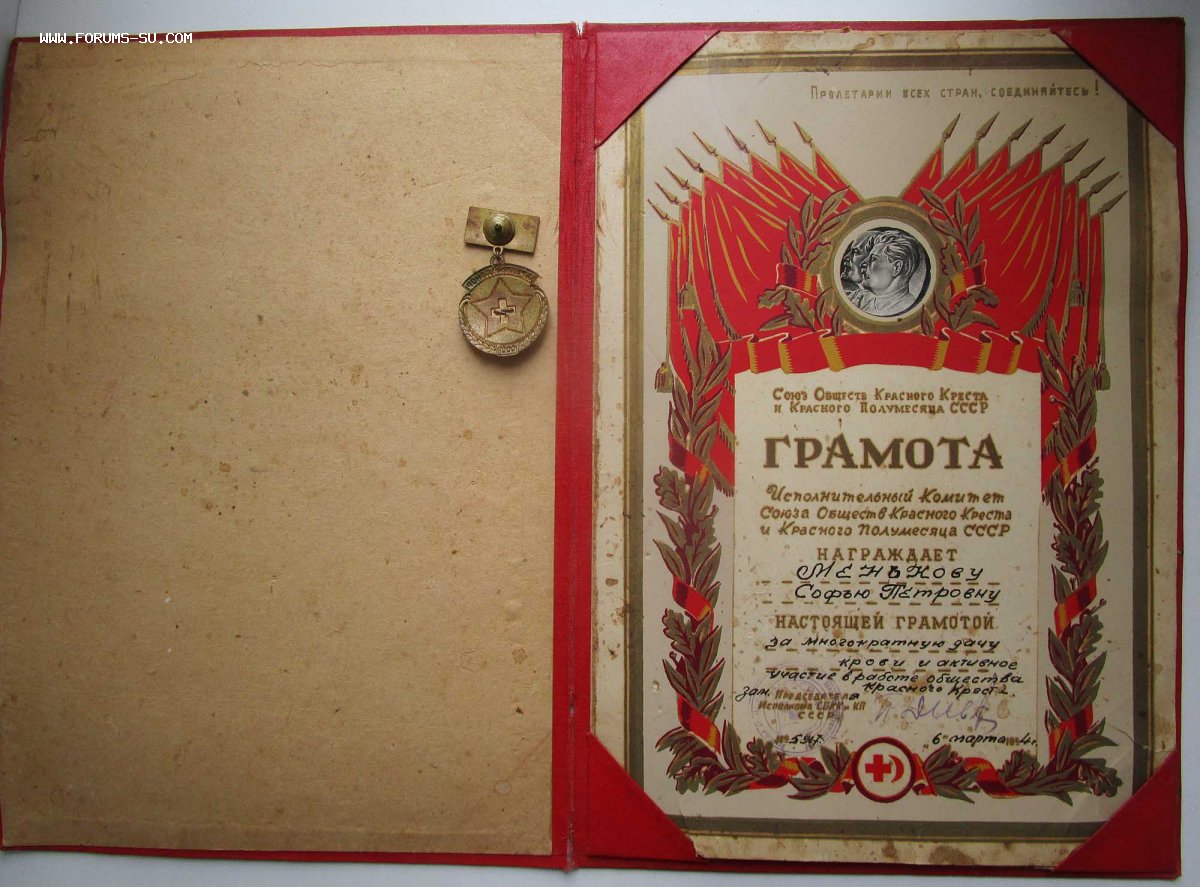 WWW.FORUMS-SU.COM
Пролетарии всех стран, соединяйтесь!
Союз Обществ Красного Креста
и Красного Полумесяца СССР
ГРАМОТА
Исполнительный Комитет
Союза Обществ Красного Креста
и Красного Полумесяца СССР
НАГРАЖДАЕТ
Менькову
Софью Петровну
НАСТОЯЩЕЙ ГРАМОТОЙ
за многократную дачу
крови и активное
участие в работе общества
Красного Креста.
зам. Председателя
Исполкома СОКК и КП
СССР
6 марта